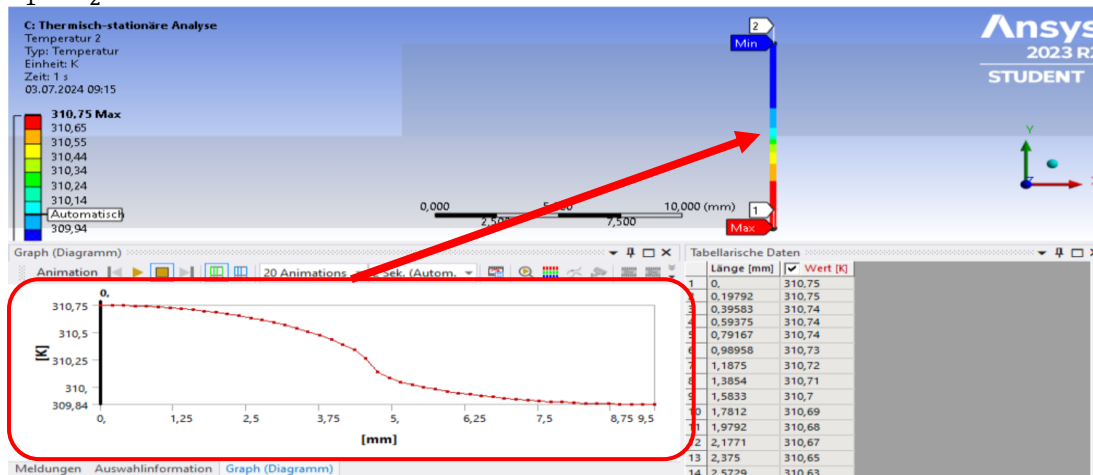 C: Thermisch-stationäre Analyse
Temperatur 2
Typ: Temperatur
Einheit: K
Zeit: 1 s
03.07.2024 09:15
310,75 Max
310,65
310,55
310,44
310,34
310,24
310,14
Automatisch
309,94
2
Min
1
Max
0,000
10,000 (mm)
2,500
7,500
Ansys
2023 R
STUDENT
Y
Graph (Diagramm)
Animation
20 Animations
Sek. (Autom.
0,
310,75
310,5
310,25
310,
309,84
[K]
0,
1,25
2,5
3,75
5,
6,25
7,5
8,75 9,5
[mm]
Meldungen Auswahlinformation Graph (Diagramm)
Tabellarische Daten
Länge [mm] Wert [K]
1 0, 310,75
2 0,19792 310,75
3 0,39583 310,74
4 0,59375 310,74
5 0,79167 310,74
6 0,98958 310,73
7 1,1875 310,72
8 1,3854 310,71
9 1,5833 310,7
10 1,7812 310,69
11 1,9792 310,68
12 2,1771 310,67
13 2,375 310,65
14 2,5729 310,63